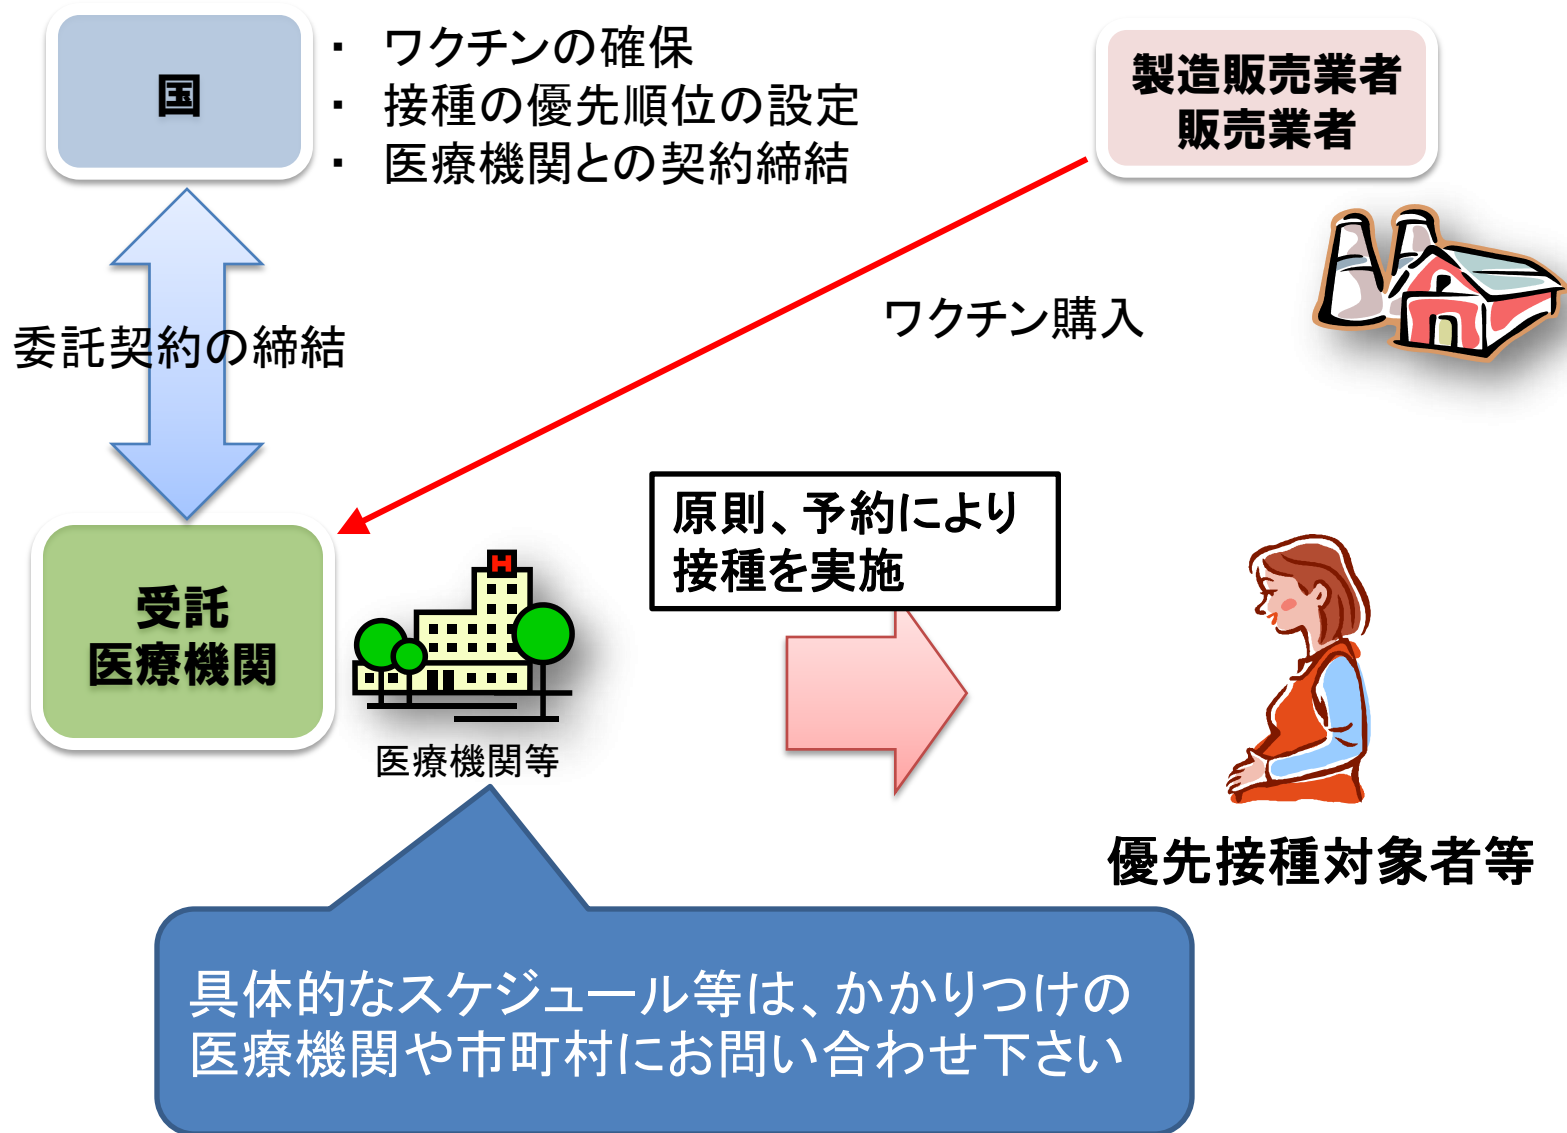 国
・ ワクチンの確保
・ 接種の優先順位の設定
・ 医療機関との契約締結
製造販売業者
販売業者
委託契約の締結
ワクチン購入
受託
医療機関
H
医療機関等
原則、予約により
接種を実施
優先接種対象者等
具体的なスケジュール等は、かかりつけの
医療機関や市町村にお問い合わせ下さい